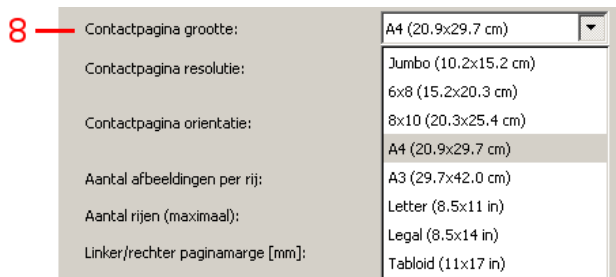 8 Contactpagina grootte: A4 (20.9x29.7 cm)
Contactpagina resolutie: Jumbo (10.2x15.2 cm)
6x8 (15.2x20.3 cm)
Contactpagina orientatie: 8x10 (20.3x25.4 cm)
A4 (20.9x29.7 cm)
Aantal afbeeldingen per rij: A3 (29.7x42.0 cm)
Aantal rijen (maximaal): Letter (8.5x11 in)
Legal (8.5x14 in)
Linker/rechter paginamarge [mm]: Tabloid (11x17 in)